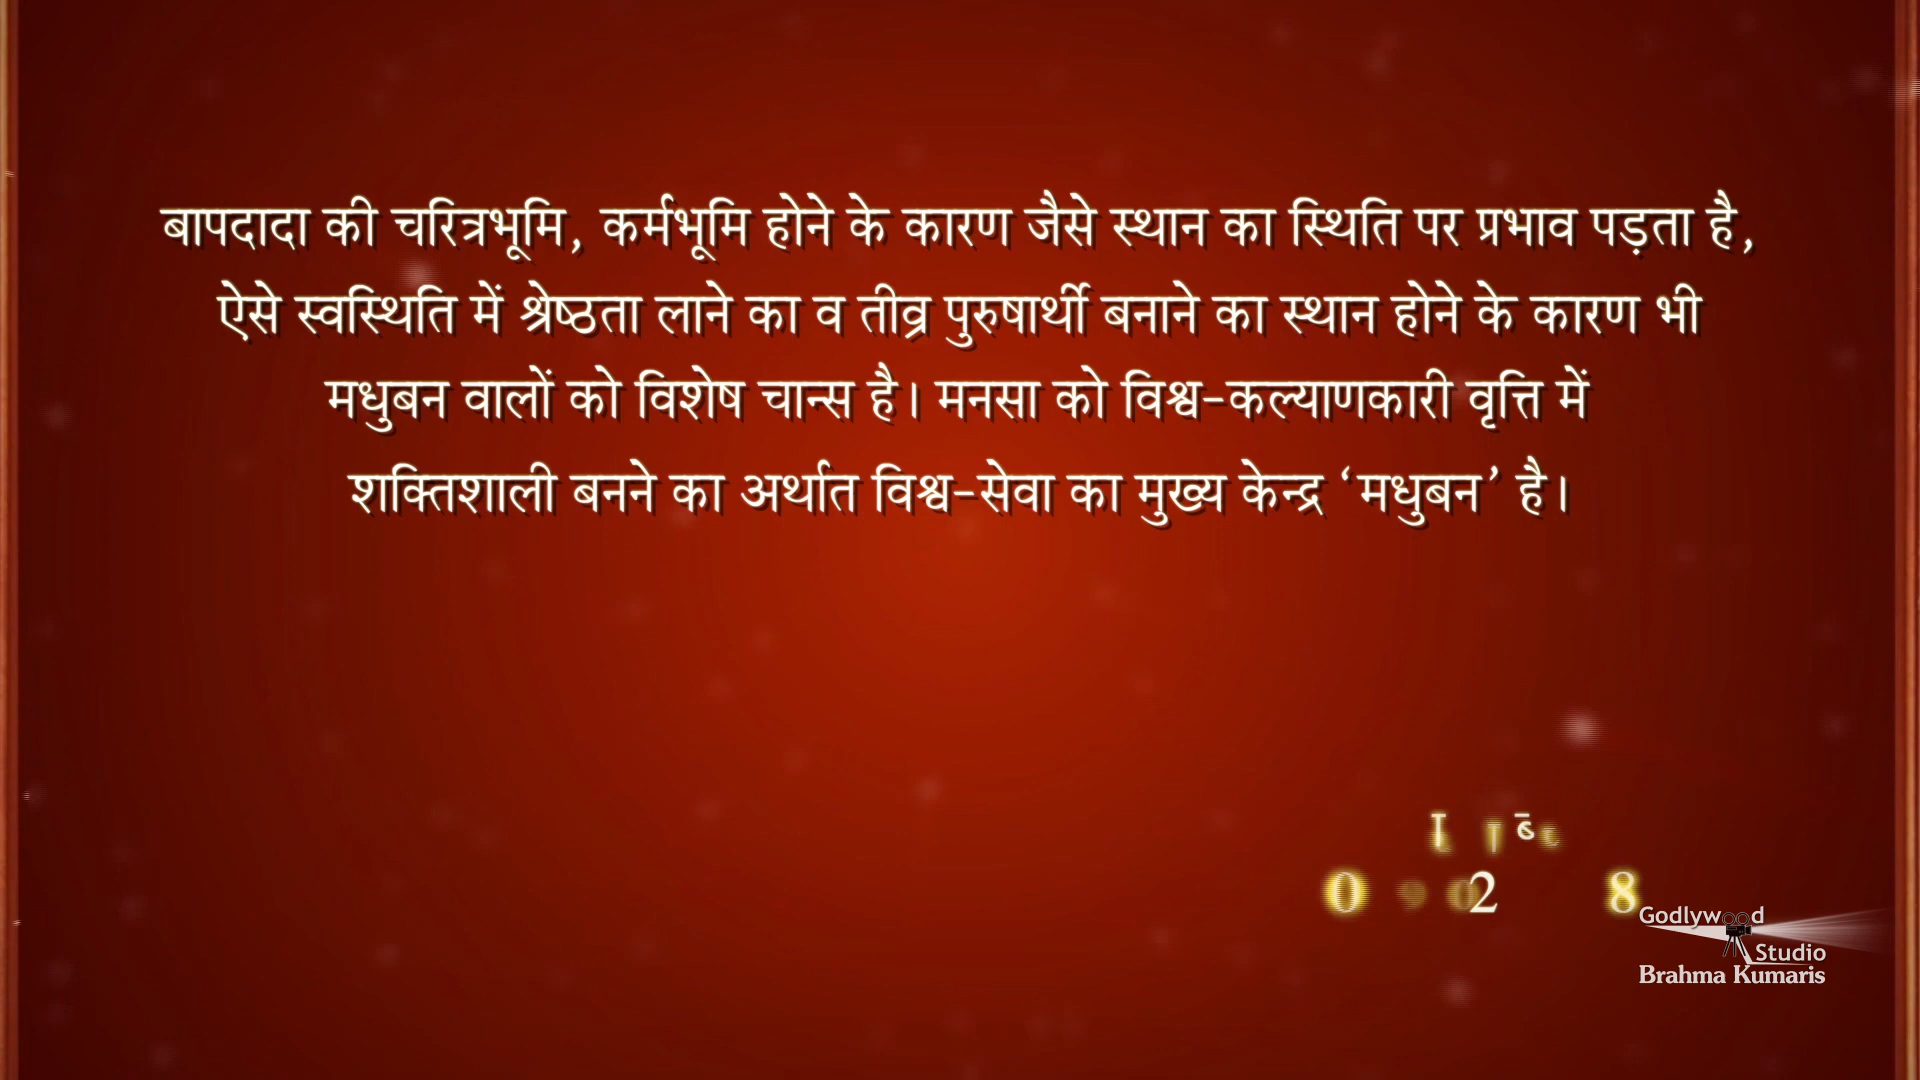 बापदादा की चरित्रभूमि, कर्मभूमि होने के कारण जैसे स्थान का स्थिति पर प्रभाव पड़ता है,
ऐसे स्वस्थिति में श्रेष्ठता लाने का व तीव्र पुरुषार्थी बनाने का स्थान होने के कारण भी
मधुबन वालों को विशेष चान्स है। मनसा को विश्व-कल्याणकारी वृत्ति में
शक्तिशाली बनने का अर्थात विश्व-सेवा का मुख्य केन्द्र ‘मधुबन’ है।
Godlywood
Studio
Brahma Kumaris